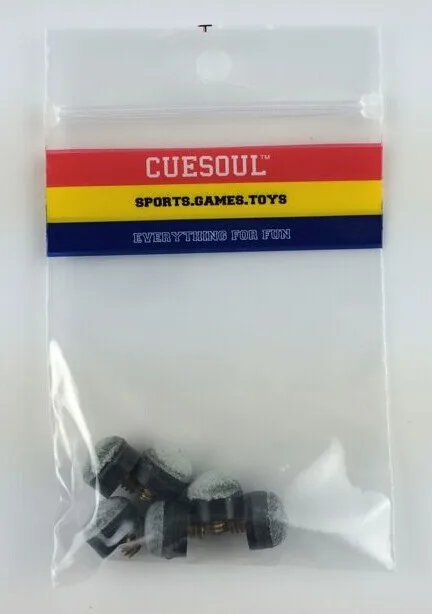 CUESOUL™
SPORTS.GAMES.TOYS
EVERYTHING FOR FUN